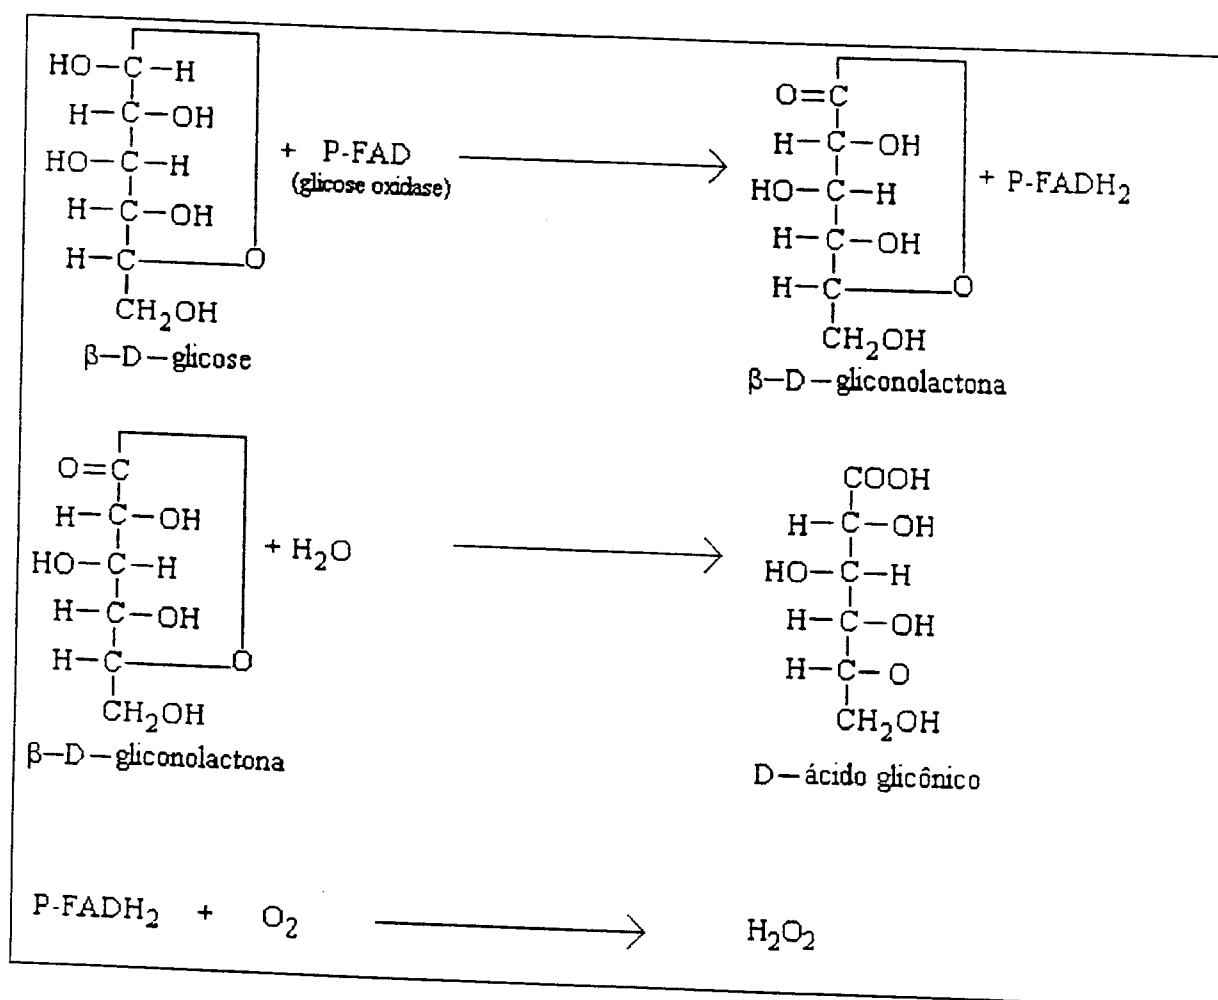 HO—C—H
H—C—OH
HO—C—H
H—C—OH
H—C—O
CH2OH
β—D—glicose
+ P-FAD
(glicose oxidase)
O=C
H—C—OH
HO—C—H
H—C—OH
H—C—O
CH2OH
β—D—gliconolactona
+ P-FADH2
O=C
H—C—OH
HO—C—H
H—C—OH
H—C—O
CH2OH
β—D—gliconolactona
+ H2O
COOH
H—C—OH
HO—C—H
H—C—OH
H—C—O
CH2OH
D—ácido glicônico
P-FADH2 + O2
H2O2